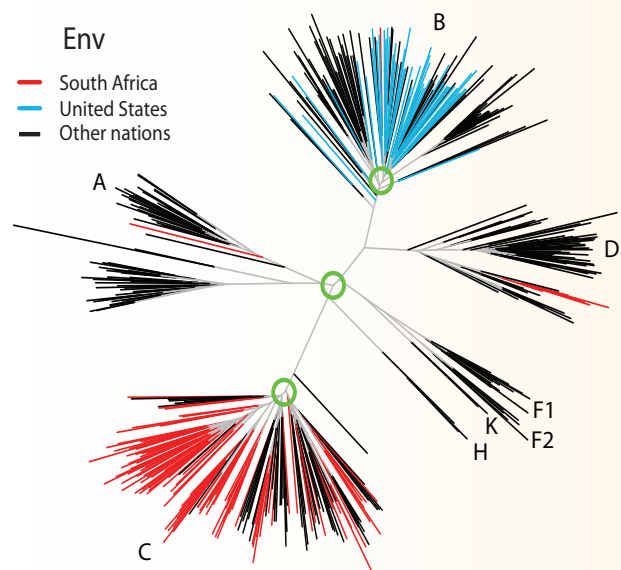 Env
South Africa
United States
Other nations
B
A
D
F1
K
F2
H
C